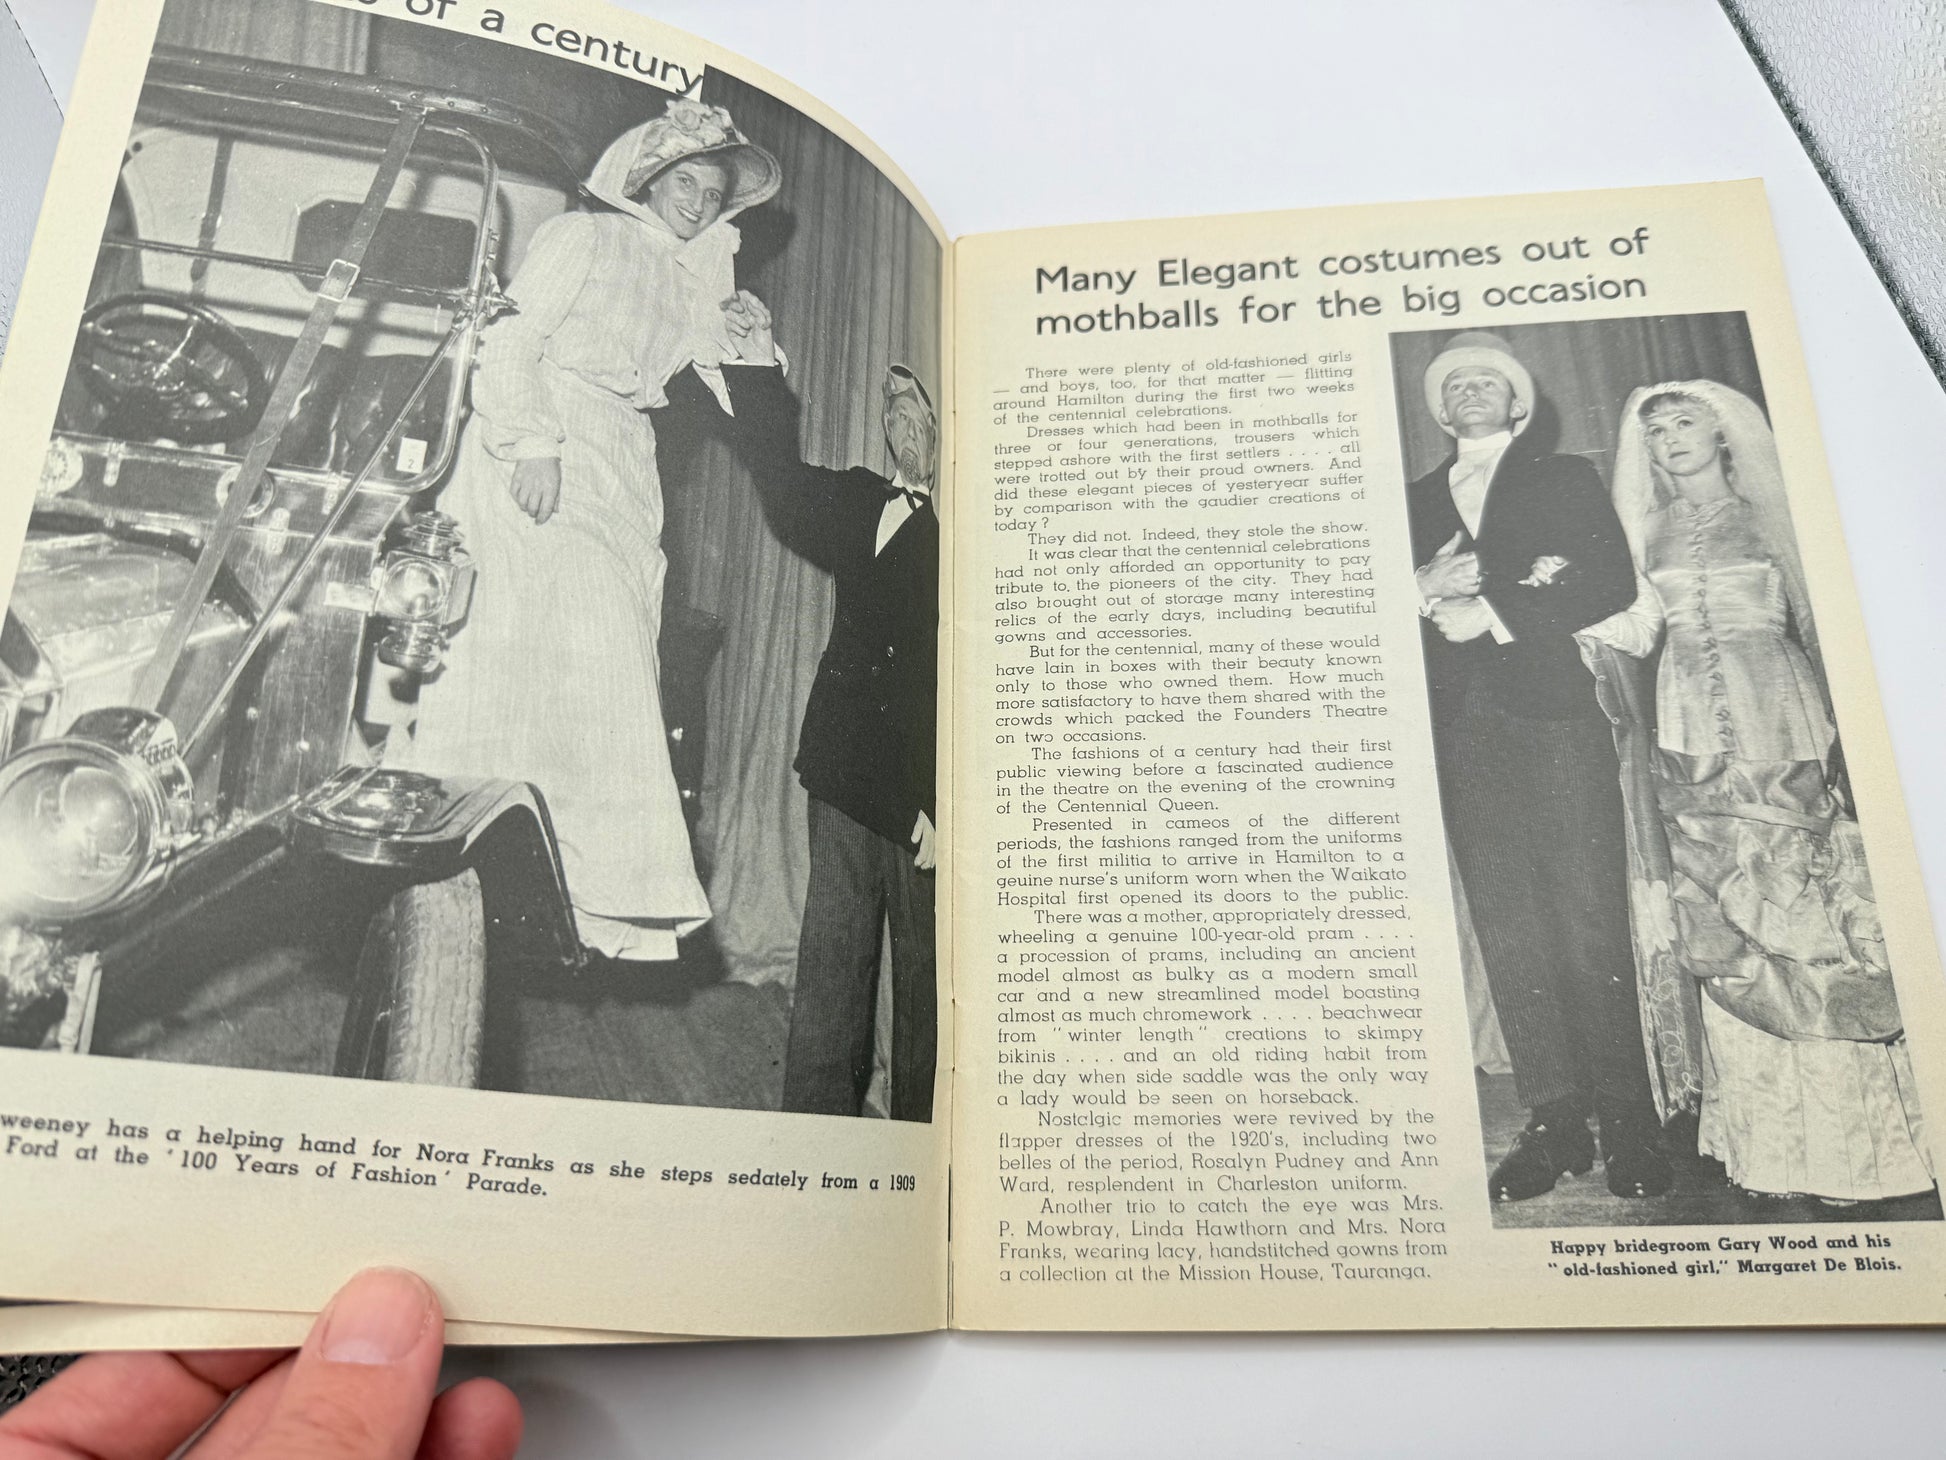 of a century
2
weeney has a helping hand for Nora Franks as she steps sedately from a 1909
Ford at the ' 100 Years of Fashion ' Parade.
Many Elegant costumes out of
mothballs for the big occasion
There were plenty of old-fashioned girls
— and boys, too, for that matter — flitting
around Hamilton during the first two weeks
of the centennial celebrations.
Dresses which had been in mothballs for
three or four generations, trousers which
stepped ashore with the first settlers . . . . all
were trotted out by their proud owners. And
did these elegant pieces of yesteryear suffer
by comparison with the gaudier creations of
today ?
They did not. Indeed, they stole the show.
It was clear that the centennial celebrations
had not only afforded an opportunity to pay
tribute to. the pioneers of the city. They had
also brought out of storage many interesting
relics of the early days, including beautiful
gowns and accessories.
But for the centennial, many of these would
have lain in boxes with their beauty known
only to those who owned them. How much
more satisfactory to have them shared with the
crowds which packed the Founders Theatre
on two occasions.
The fashions of a century had their first
public viewing before a fascinated audience
in the theatre on the evening of the crowning
of the Centennial Queen.
Presented in cameos of the different
periods, the fashions ranged from the uniforms
of the first militia to arrive in Hamilton to a
geuine nurse's uniform worn when the Waikato
Hospital first opened its doors to the public.
There was a mother, appropriately dressed,
wheeling a genuine 100-year-old pram . . . .
a procession of prams, including an ancient
model almost as bulky as a modern small
car and a new streamlined model boasting
almost as much chromework . . . . beachwear
from " winter length " creations to skimpy
bikinis . . . . and an old riding habit from
the day when side saddle was the only way
a lady would be seen on horseback.
Nostalgic memories were revived by the
flapper dresses of the 1920's, including two
belles of the period, Rosalyn Pudney and Ann
Ward, resplendent in Charleston uniform.
Another trio to catch the eye was Mrs.
P. Mowbray, Linda Hawthorn and Mrs. Nora
Franks, wearing lacy, handstitched gowns from
a collection at the Mission House, Tauranga.
Happy bridegroom Gary Wood and his
" old-fashioned girl," Margaret De Blois.